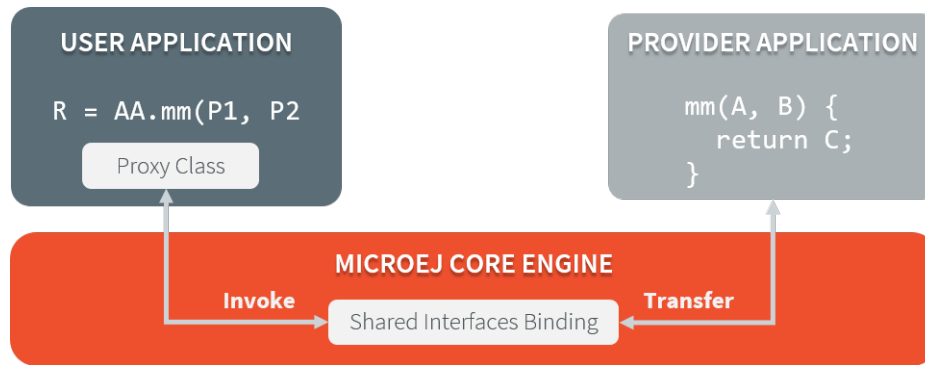 USER APPLICATION
R = AA.mm(P1, P2
Proxy Class
PROVIDER APPLICATION
mm(A, B) {
return C;
}
MICROEJ CORE ENGINE
Invoke
Shared Interfaces Binding
Transfer